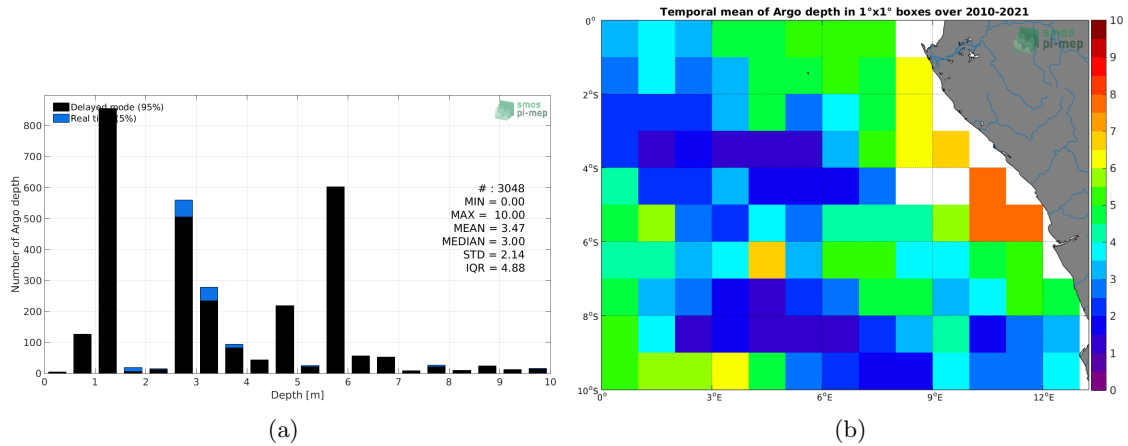 Delayed mode (95%)
Real ti (5%)
smos
pi-mep
# : 3048
MIN = 0.00
MAX = 10.00
MEAN = 3.47
MEDIAN = 3.00
STD = 2.14
IQR = 4.88
Number of Argo depth
800
700
600
500
400
300
200
100
0
0 1 2 3 4 5 6 7 8 9 10
Depth [m]
(a)
Temporal mean of Argo depth in 1°x1° boxes over 2010-2021
smos
pi-mep
0°
2°S
4°S
6°S
8°S
10°S
0° 3°E 6°E 9°E 12°E
10
9
8
7
6
5
4
3
2
1
0
(b)